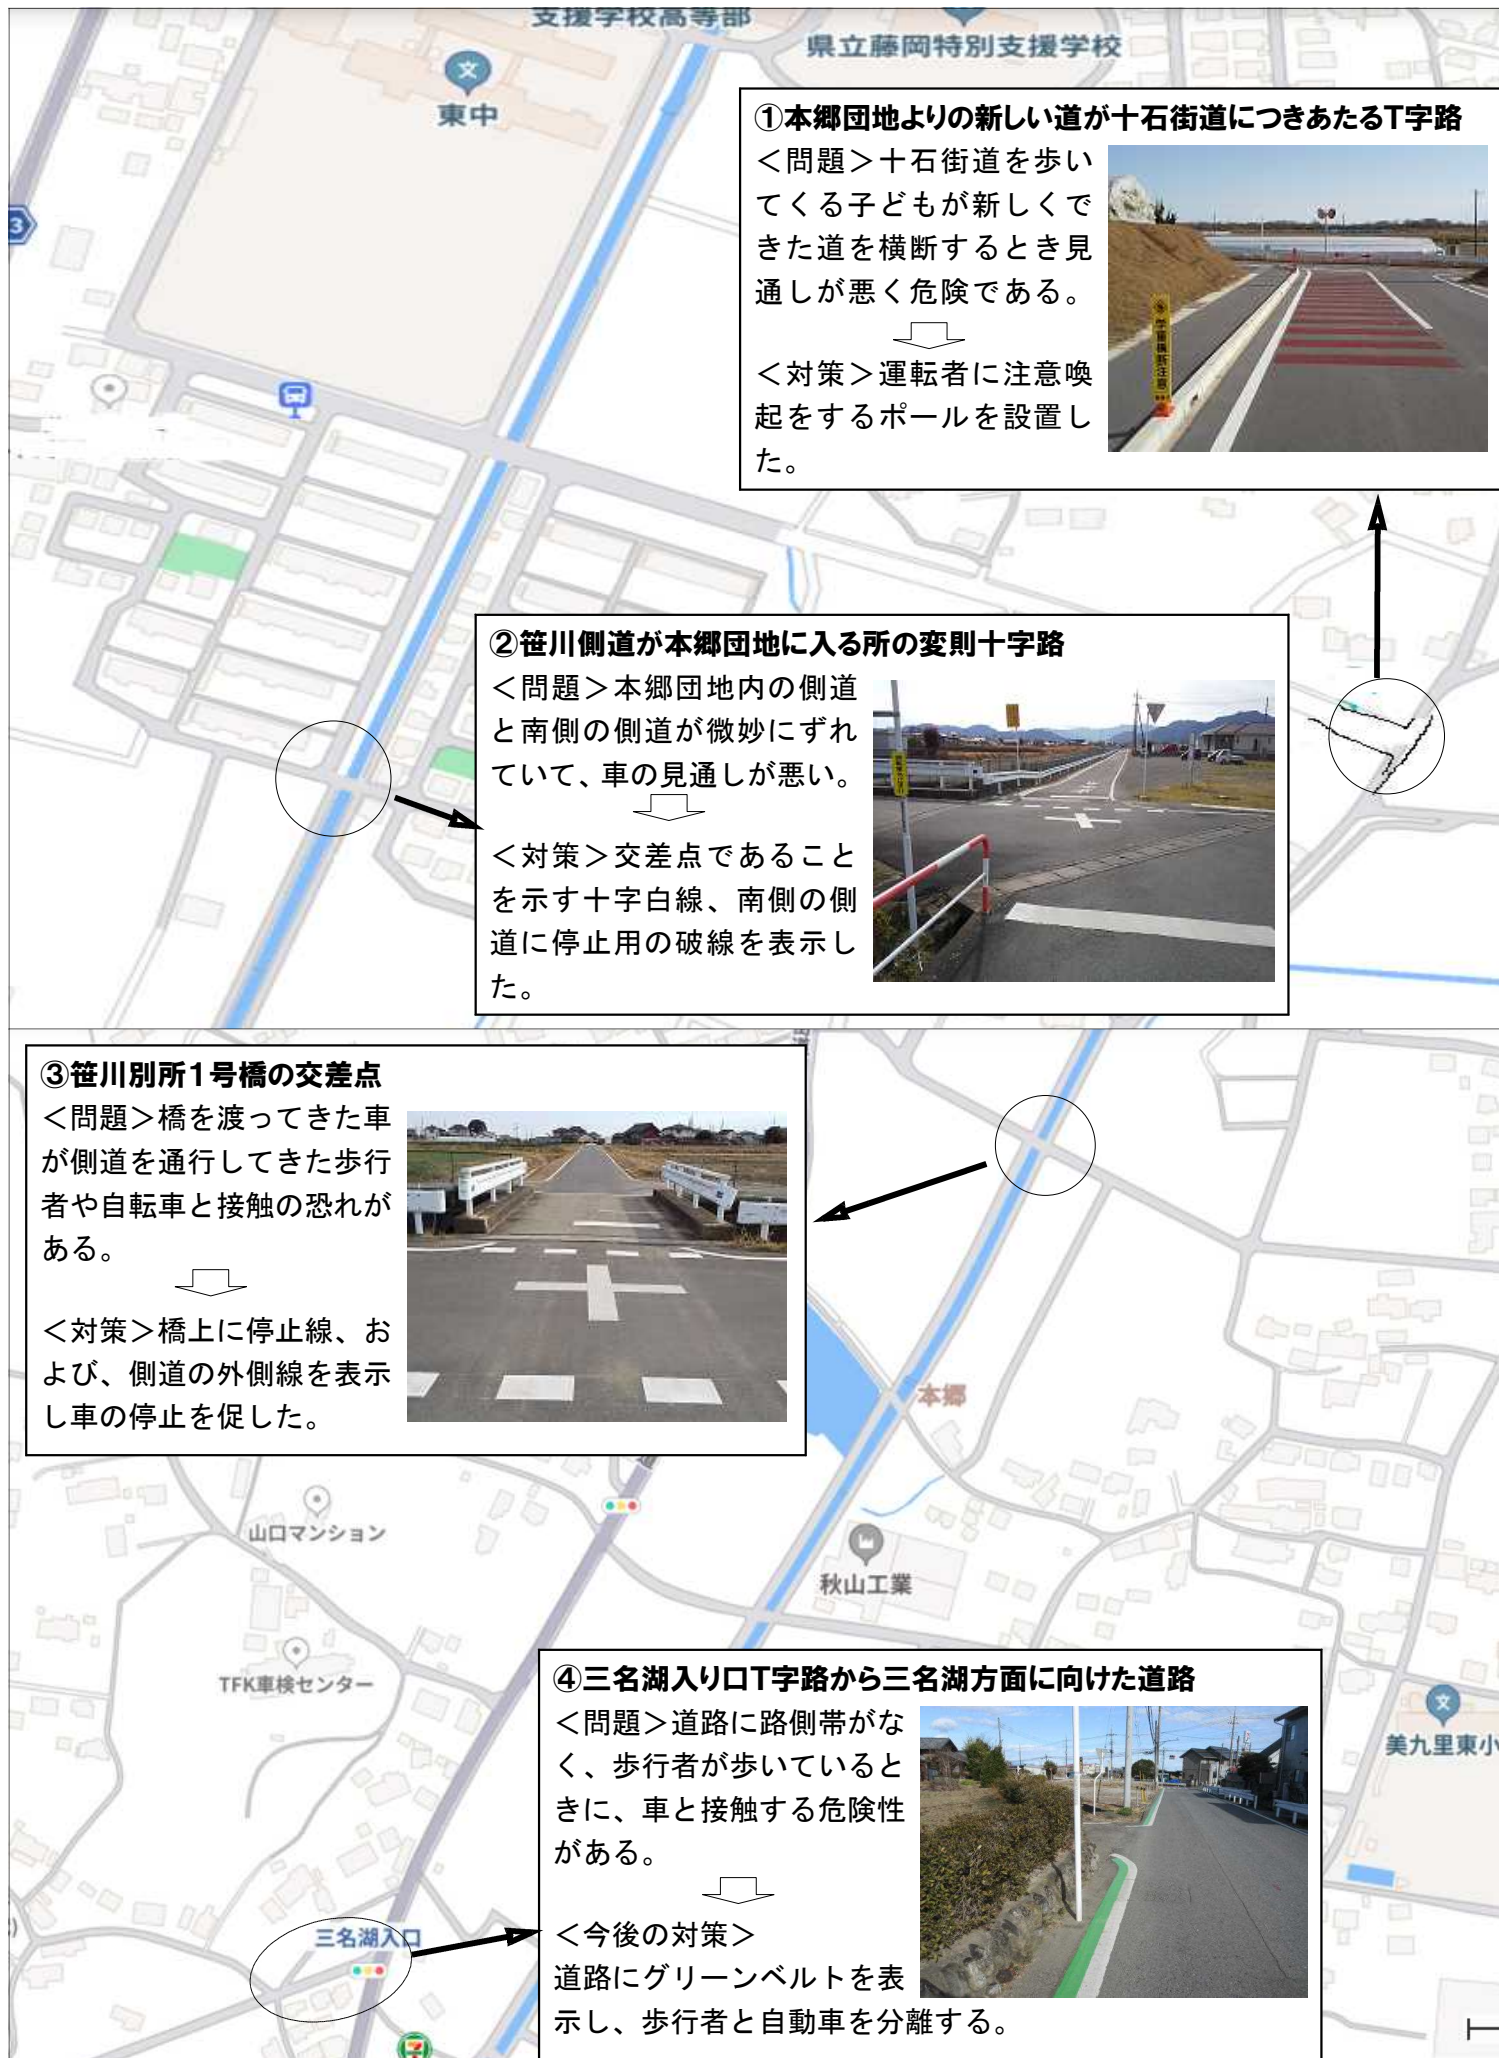 支援学校高等部
県立藤岡特別支援学校
東中
3
①本郷団地よりの新しい道が十石街道につきあたるT字路
＜問題＞十石街道を歩い
てくる子どもが新しくで
きた道を横断するとき見
通しが悪く危険である。
＜対策＞運転者に注意喚
起をするポールを設置し
た。
学童横断注意
②笹川側道が本郷団地に入る所の変則十字路
＜問題＞本郷団地内の側道
と南側の側道が微妙にずれ
ていて、車の見通しが悪い。
＜対策＞交差点であること
を示す十字白線、南側の側
道に停止用の破線を表示し
た。
③笹川別所1号橋の交差点
＜問題＞橋を渡ってきた車
が側道を通行してきた歩行
者や自転車と接触の恐れが
ある。
＜対策＞橋上に停止線、お
よび、側道の外側線を表示
し車の停止を促した。
本郷
山口マンション
秋山工業
TFK車検センター
④三名湖入り口T字路から三名湖方面に向けた道路
＜問題＞道路に路側帯がな
く、歩行者が歩いていると
きに、車と接触する危険性
がある。
＜今後の対策＞
道路にグリーンベルトを表
示し、歩行者と自動車を分離する。
美九里東小
三名湖入口